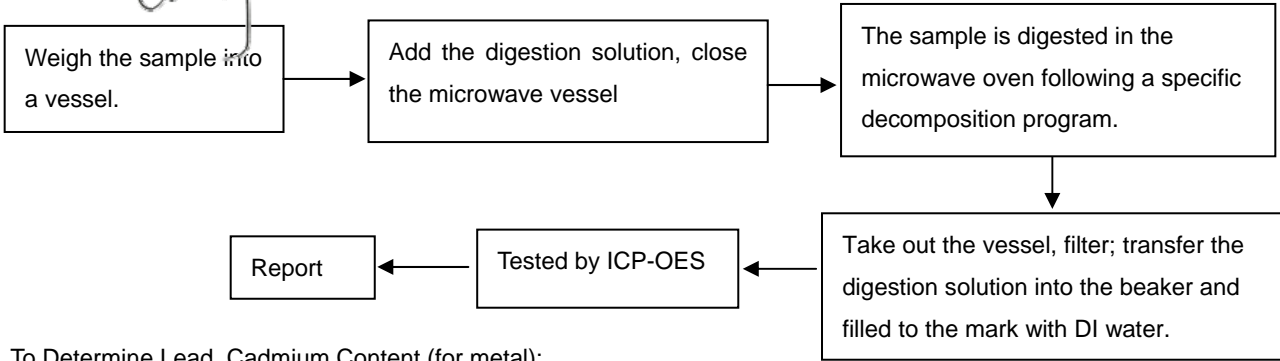 Weigh the sample into
a vessel.
Add the digestion solution, close
the microwave vessel
The sample is digested in the
microwave oven following a specific
decomposition program.
Take out the vessel, filter; transfer the
digestion solution into the beaker and
filled to the mark with DI water.
Tested by ICP-OES
Report
To Determine Lead, Cadmium Content (for metal):